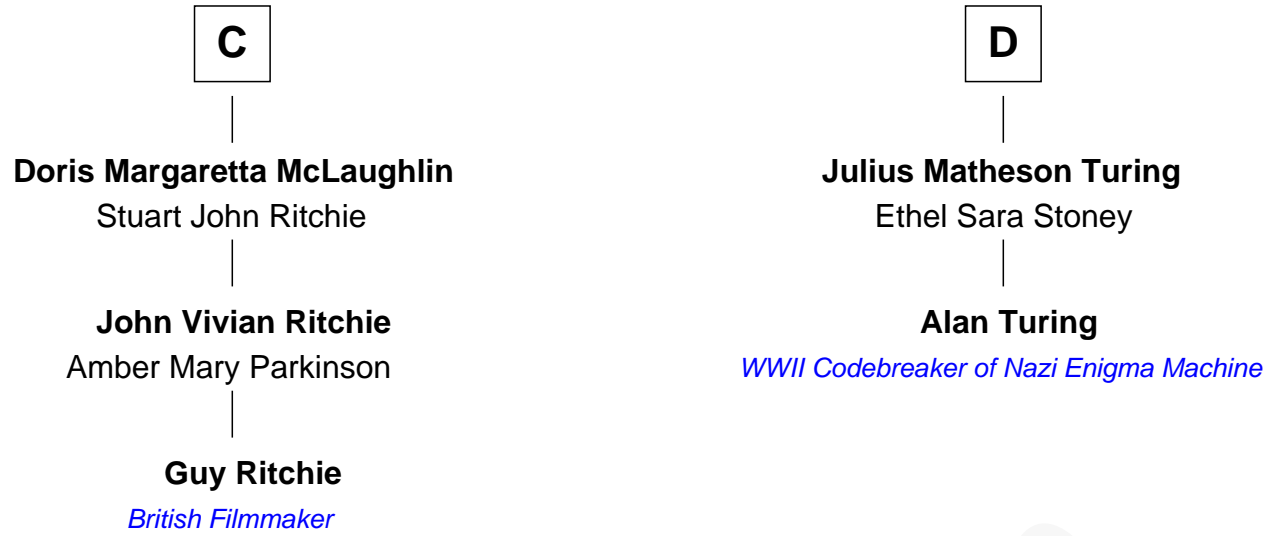 C
Doris Margaretta McLaughlin
Stuart John Ritchie
John Vivian Ritchie
Amber Mary Parkinson
Guy Ritchie
British Filmmaker
D
Julius Matheson Turing
Ethel Sara Stoney
Alan Turing
WWII Codebreaker of Nazi Enigma Machine